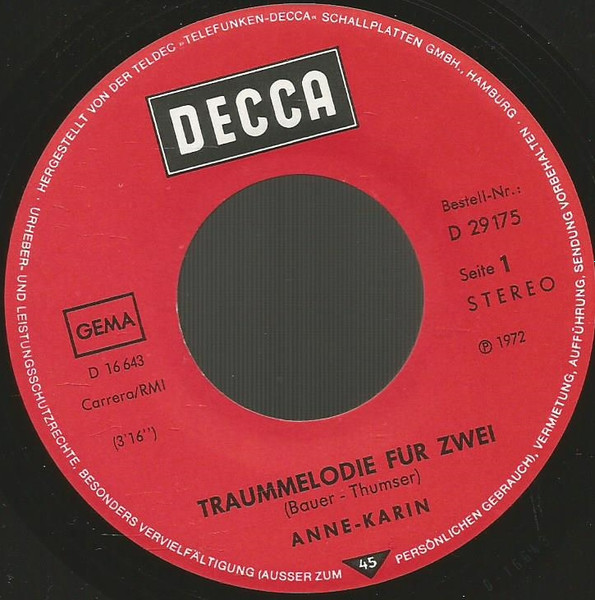 HERGESTELLT VON DER TELDEC »TELEFUNKEN-DECCA« SCHALLPLATTEN GMBH., HAMBURG · URHEBER- UND LEISTUNGSSCHUTZRECHTE, BESONDERS VERVIELFÄLTIGUNG (AUSSER ZUM PERSÖNLICHEN GEBRAUCH), VERMIETUNG, AUFFÜHRUNG, SENDUNG VORBEHALTEN ·
DECCA
Bestell-Nr.:
D 29175
Seite 1
STEREO
℗ 1972
GEMA
D 16 643
Carrera/RMI
(3'16'')
TRAUMMELODIE FÜR ZWEI
(Bauer - Thumser)
ANNE-KARIN
45